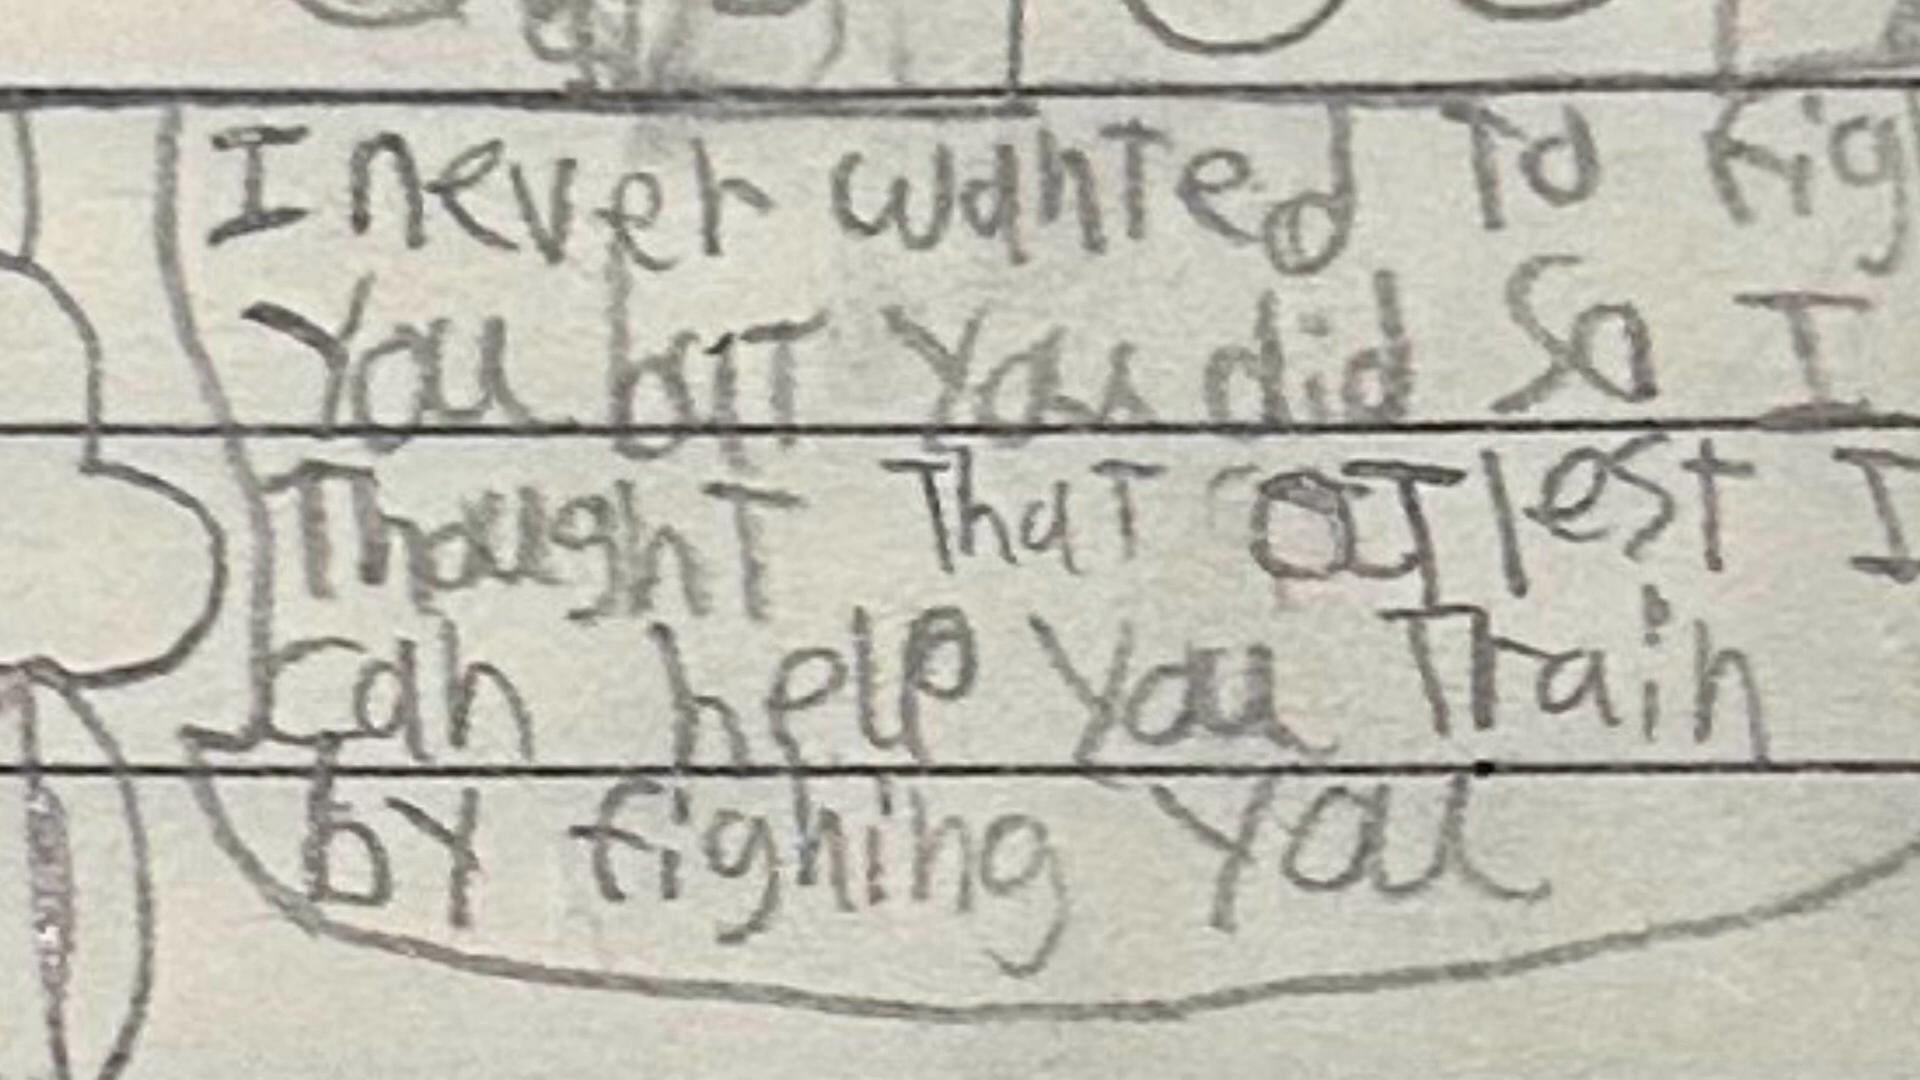 I never wanted To Fig
You but You did So I
Thought That at lest I
can help You Train
by fighing You